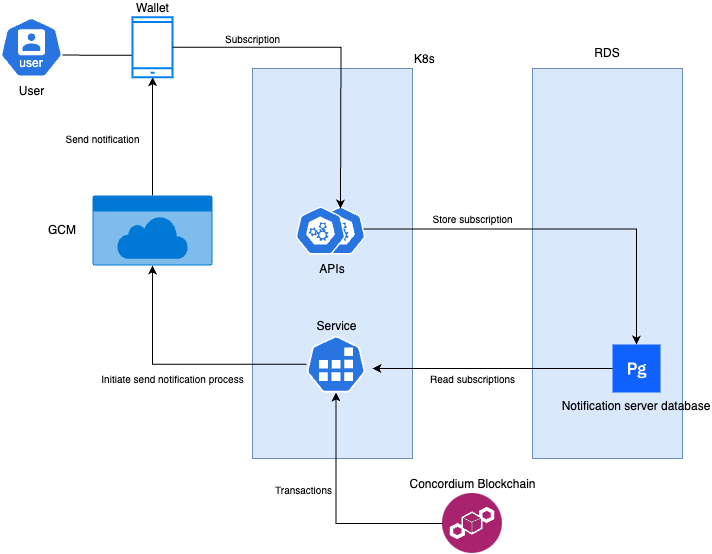 Wallet
Subscription
K8s
RDS
user
User
Send notification
GCM
Store subscription
APIs
Service
Initiate send notification process
Read subscriptions
Pg
Notification server database
Transactions
Concordium Blockchain